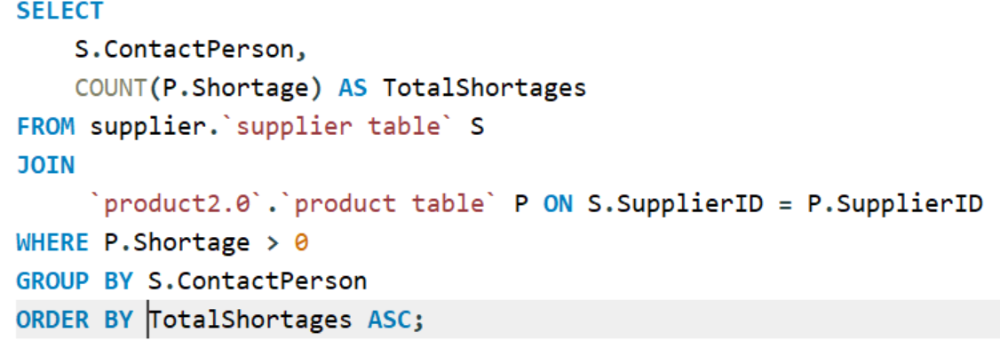 SELECT
    S.ContactPerson,
    COUNT(P.Shortage) AS TotalShortages
FROM supplier.`supplier table` S
JOIN
     `product2.0`.`product table` P ON S.SupplierID = P.SupplierID
WHERE P.Shortage > 0
GROUP BY S.ContactPerson
ORDER BY TotalShortages ASC;